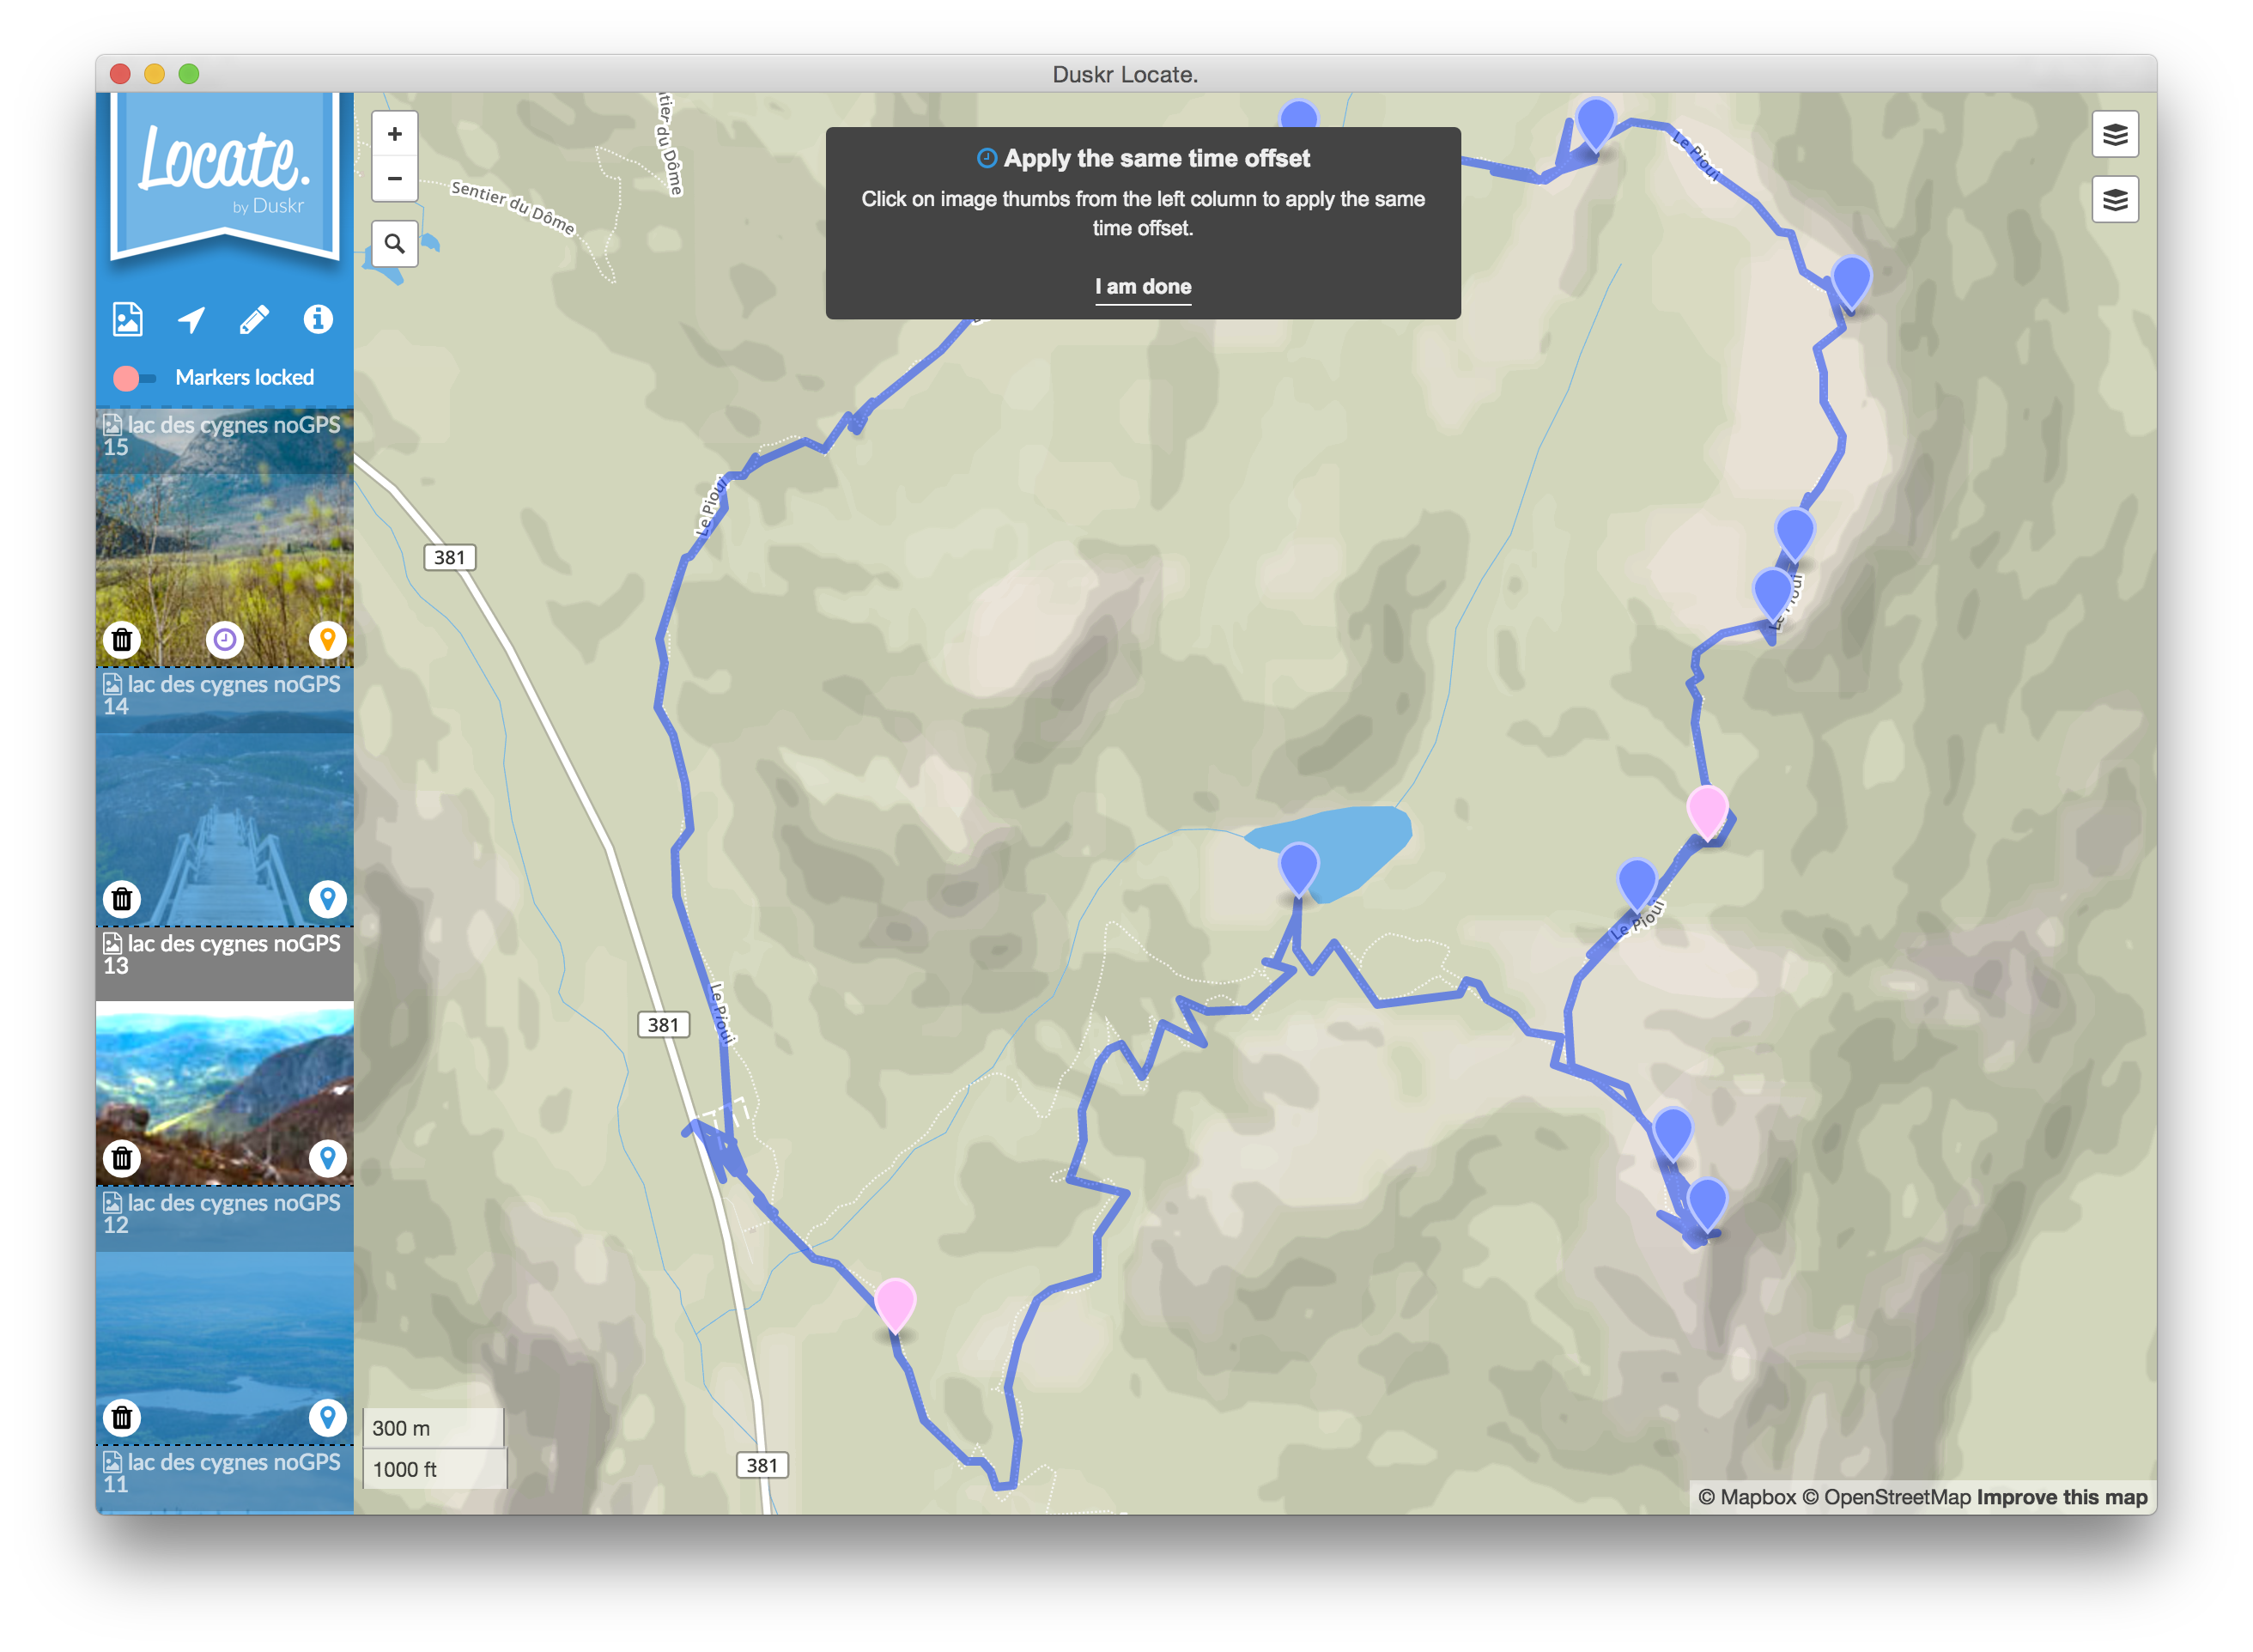 Duskr Locate.
Locate.
by Duskr
Markers locked
lac des cygnes noGPS
15
lac des cygnes noGPS
14
lac des cygnes noGPS
13
lac des cygnes noGPS
12
lac des cygnes noGPS
11
+
−
Apply the same time offset
Click on image thumbs from the left column to apply the same
time offset.
I am done
Sentier du Dôme
ntier du Dôme
Le Pioui
Le Pioui
381
Le Pioui
Le Pioui
Le Pioui
381
381
300 m
1000 ft
© Mapbox © OpenStreetMap Improve this map